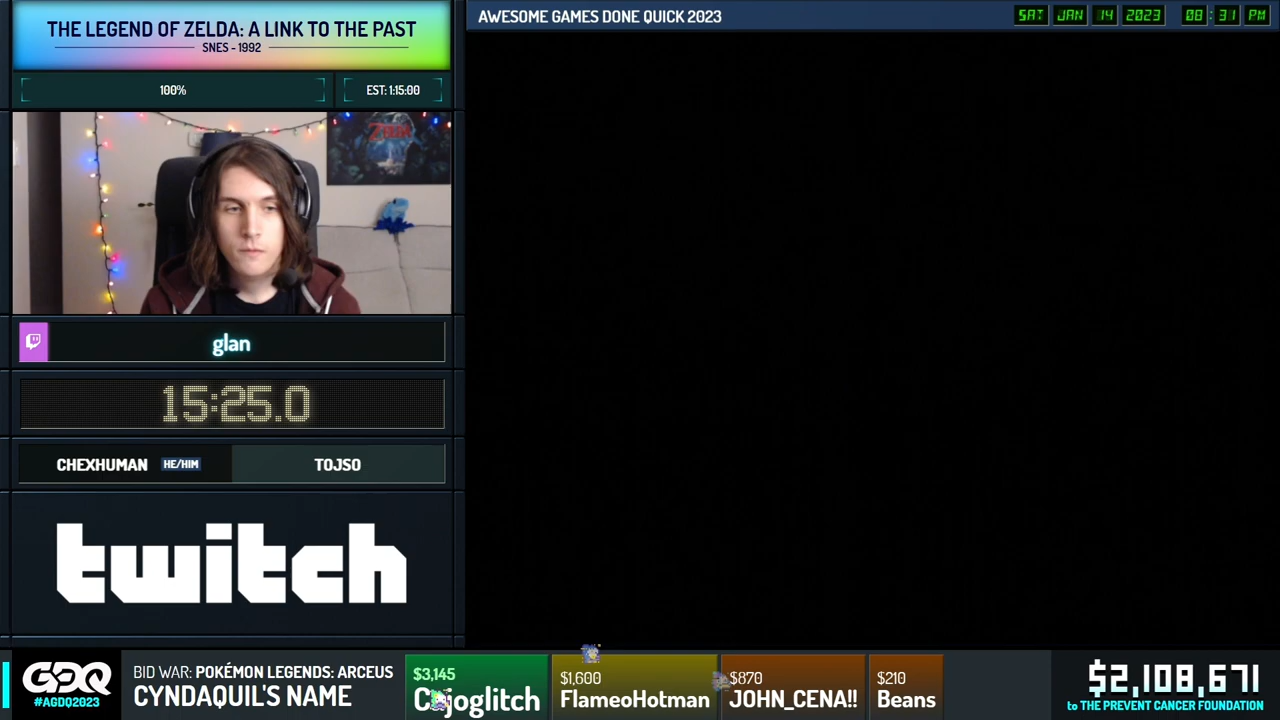 THE LEGEND OF ZELDA: A LINK TO THE PAST
SNES - 1992
100%
EST: 1:15:00
AWESOME GAMES DONE QUICK 2023
SAT JAN 14 2023 08:31 PM
ZELDA
glan
15:25.0
CHEXHUMAN HE/HIM
TOJSO
twitch
GDQ
#AGDQ2023
BID WAR: POKÉMON LEGENDS: ARCEUS
CYNDAQUIL'S NAME
$3,145
Cojoglitch
$1,600
FlameoHotman
$870
JOHN_CENA!!
$210
Beans
$2,108,671
to THE PREVENT CANCER FOUNDATION